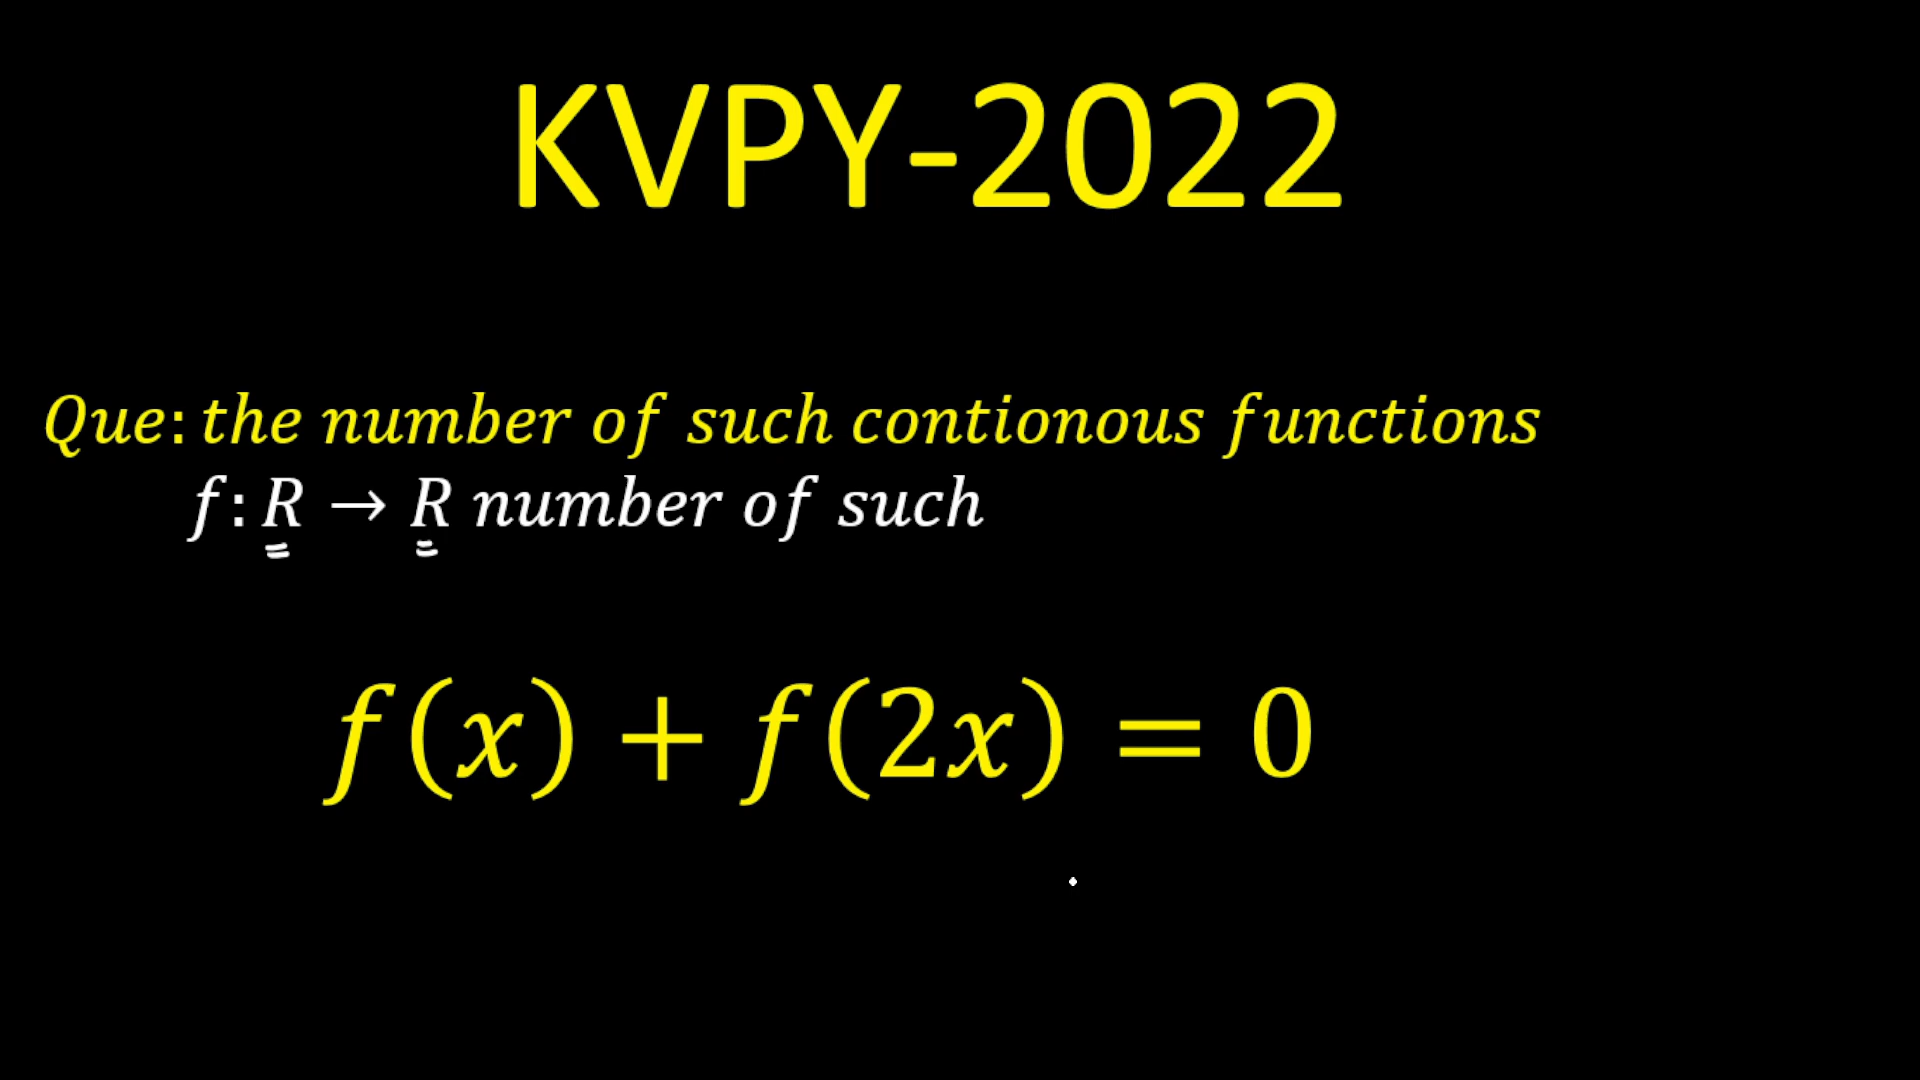 KVPY-2022
Que: the number of such contionous functions
f: R → R number of such
f(x) + f(2x) = 0